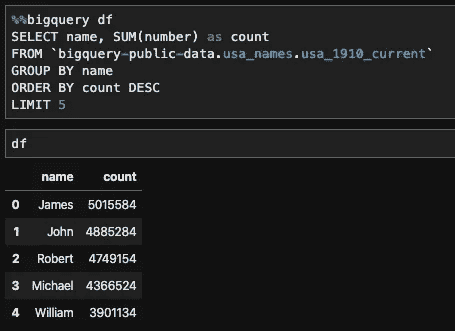 %%bigquery df
SELECT name, SUM(number) as count
FROM `bigquery-public-data.usa_names.usa_1910_current`
GROUP BY name
ORDER BY count DESC
LIMIT 5
df
name count
0 James 5015584
1 John 4885284
2 Robert 4749154
3 Michael 4366524
4 William 3901134